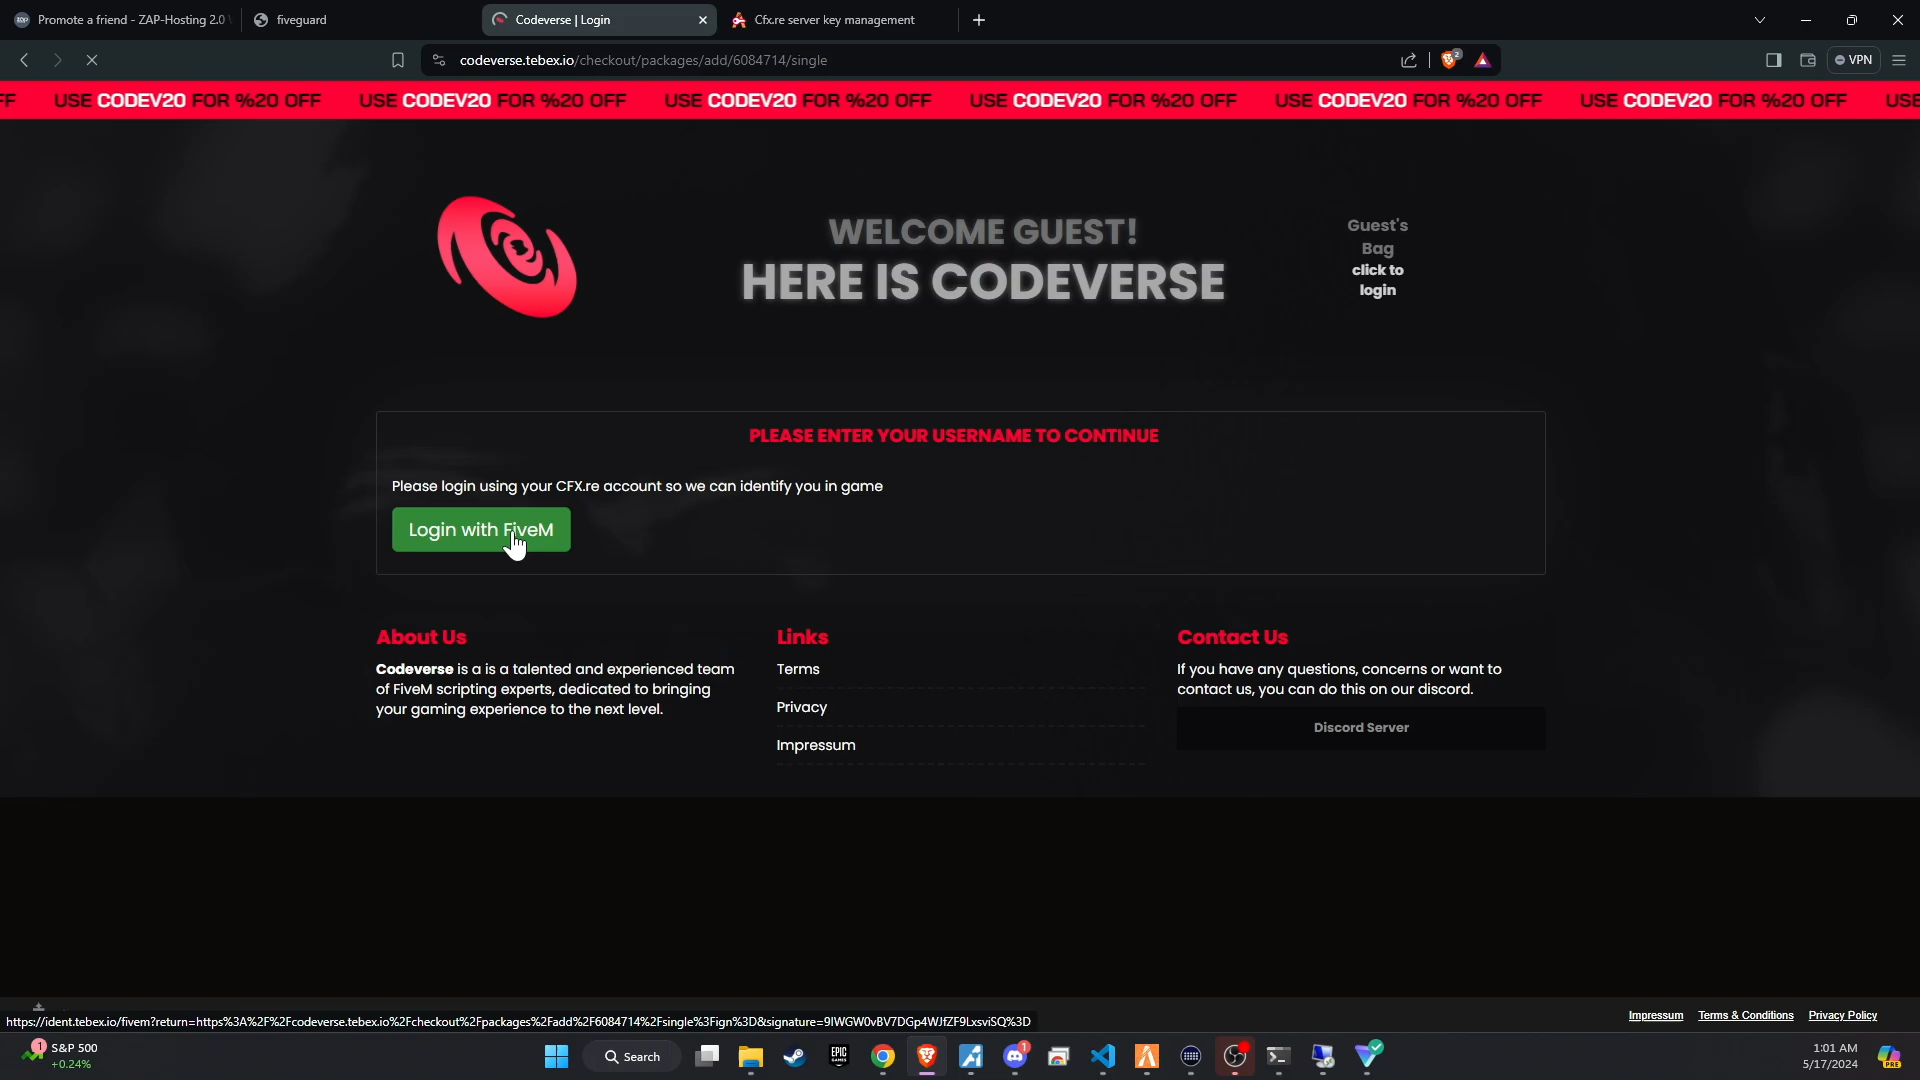 Promote a friend - ZAP-Hosting 2.0
fiveguard
Codeverse | Login
Cfx.re server key management
codeverse.tebex.io/checkout/packages/add/6084714/single
2
VPN
FF USE CODEV20 FOR %20 OFF USE CODEV20 FOR %20 OFF USE CODEV20 FOR %20 OFF USE CODEV20 FOR %20 OFF USE CODEV20 FOR %20 OFF USE CODEV20 FOR %20 OFF USE
WELCOME GUEST!
HERE IS CODEVERSE
Guest's
Bag
click to
login
PLEASE ENTER YOUR USERNAME TO CONTINUE
Please login using your CFX.re account so we can identify you in game
Login with FiveM
About Us
Codeverse is a is a talented and experienced team
of FiveM scripting experts, dedicated to bringing
your gaming experience to the next level.
Links
Terms
Privacy
Impressum
Contact Us
If you have any questions, concerns or want to
contact us, you can do this on our discord.
Discord Server
https://ident.tebex.io/fivem?return=https%3A%2F%2Fcodeverse.tebex.io%2Fcheckout%2Fpackages%2Fadd%2F6084714%2Fsingle%3Fign%3D&signature=9IWGW0vBV7DGp4WJfZF9LxsviSQ%3D
Impressum
Terms & Conditions
Privacy Policy
1
S&P 500
+0.24%
Search
EPIC
GAMES
1
1:01 AM
5/17/2024
PRE